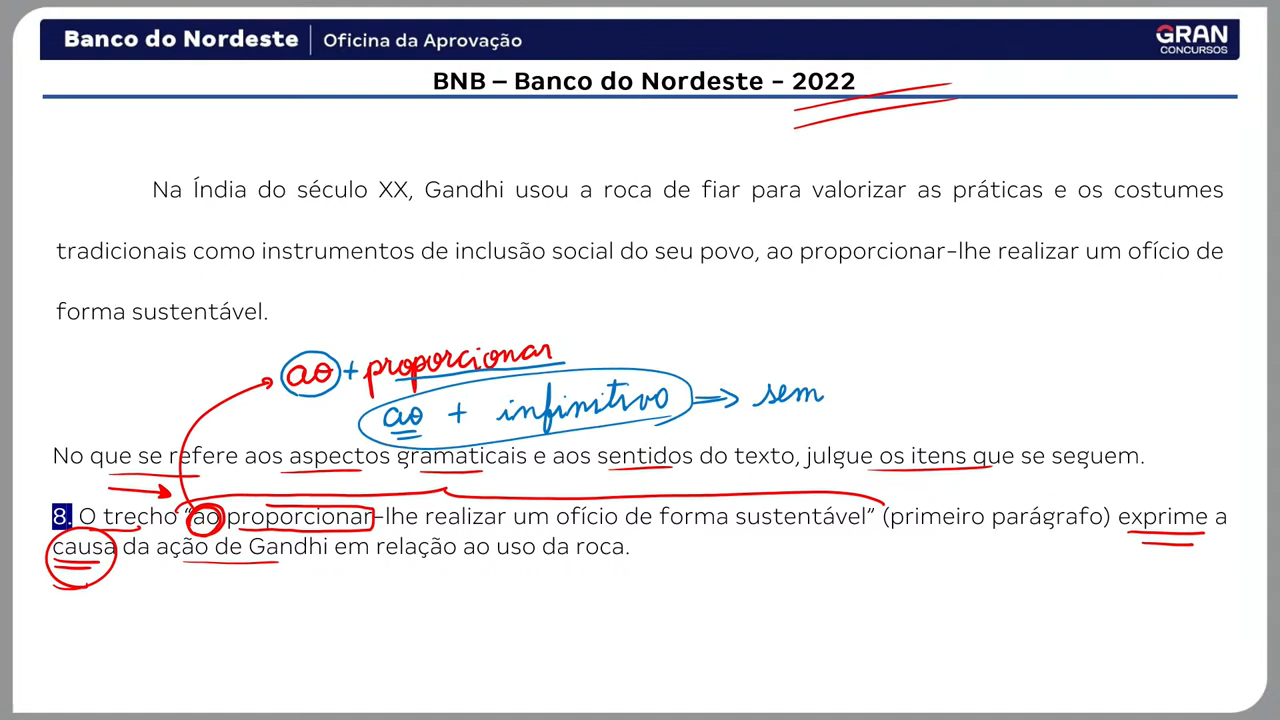 Banco do Nordeste | Oficina da Aprovação
GRAN
CONCURSOS
BNB – Banco do Nordeste - 2022
Na Índia do século XX, Gandhi usou a roca de fiar para valorizar as práticas e os costumes
tradicionais como instrumentos de inclusão social do seu povo, ao proporcionar-lhe realizar um ofício de
forma sustentável.
ao + proporcionar
ao + infinitivo => sem
No que se refere aos aspectos gramaticais e aos sentidos do texto, julgue os itens que se seguem.
8. O trecho “ao proporcionar-lhe realizar um ofício de forma sustentável” (primeiro parágrafo) exprime a
causa da ação de Gandhi em relação ao uso da roca.